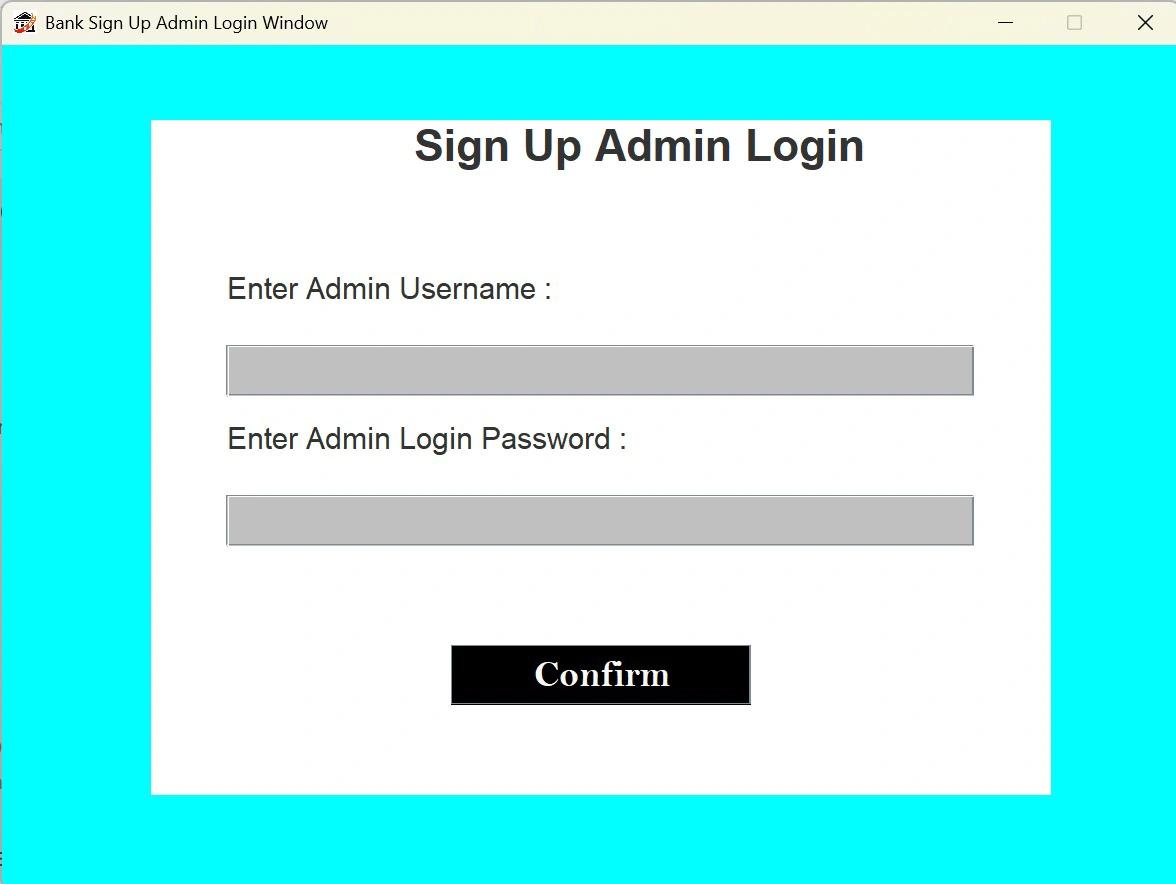 Bank Sign Up Admin Login Window
Sign Up Admin Login
Enter Admin Username :
Enter Admin Login Password :
Confirm